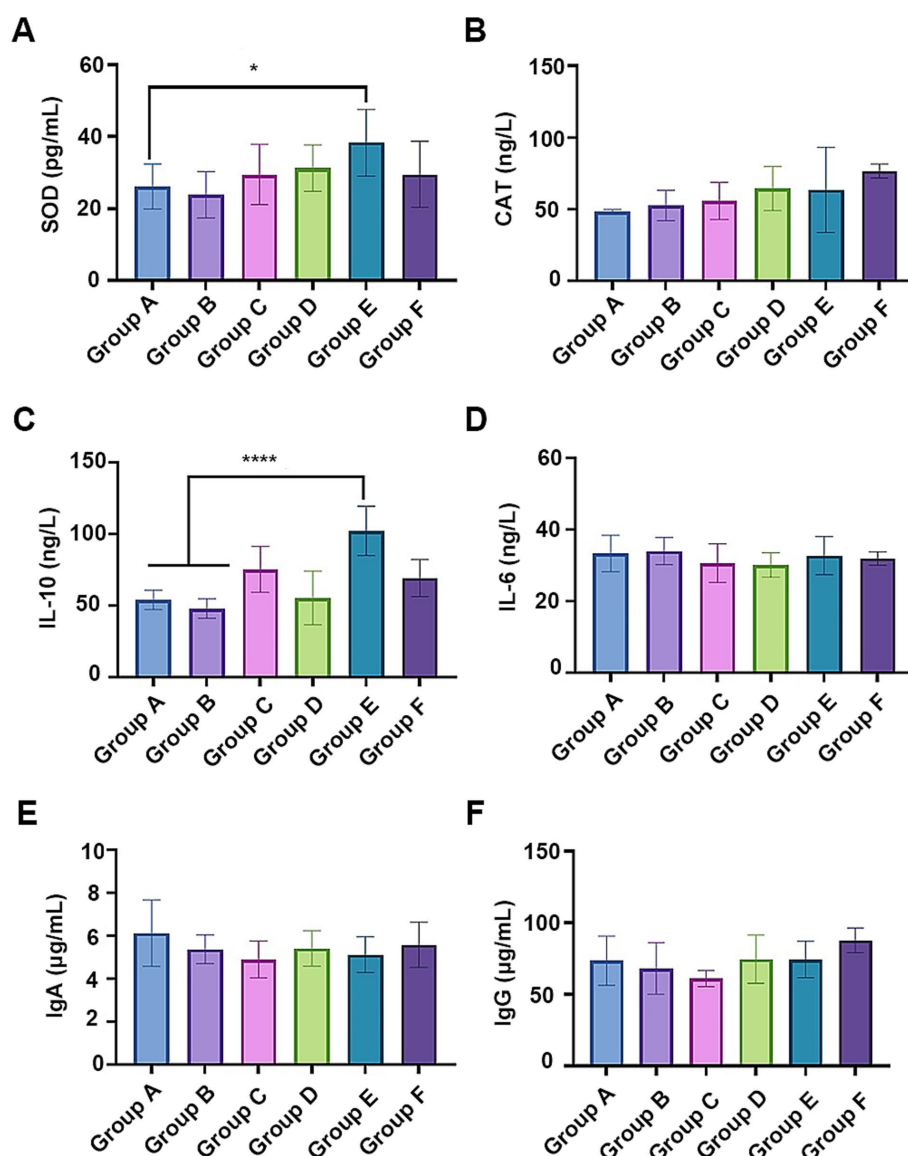 A
SOD (pg/mL)
60
40
20
0
*
Group A
Group B
Group C
Group D
Group E
Group F
B
CAT (ng/L)
150
100
50
0
Group A
Group B
Group C
Group D
Group E
Group F
C
IL-10 (ng/L)
150
100
50
0
****
Group A
Group B
Group C
Group D
Group E
Group F
D
IL-6 (ng/L)
60
40
20
0
Group A
Group B
Group C
Group D
Group E
Group F
E
IgA (µg/mL)
10
8
6
4
2
0
Group A
Group B
Group C
Group D
Group E
Group F
F
IgG (µg/mL)
150
100
50
0
Group A
Group B
Group C
Group D
Group E
Group F